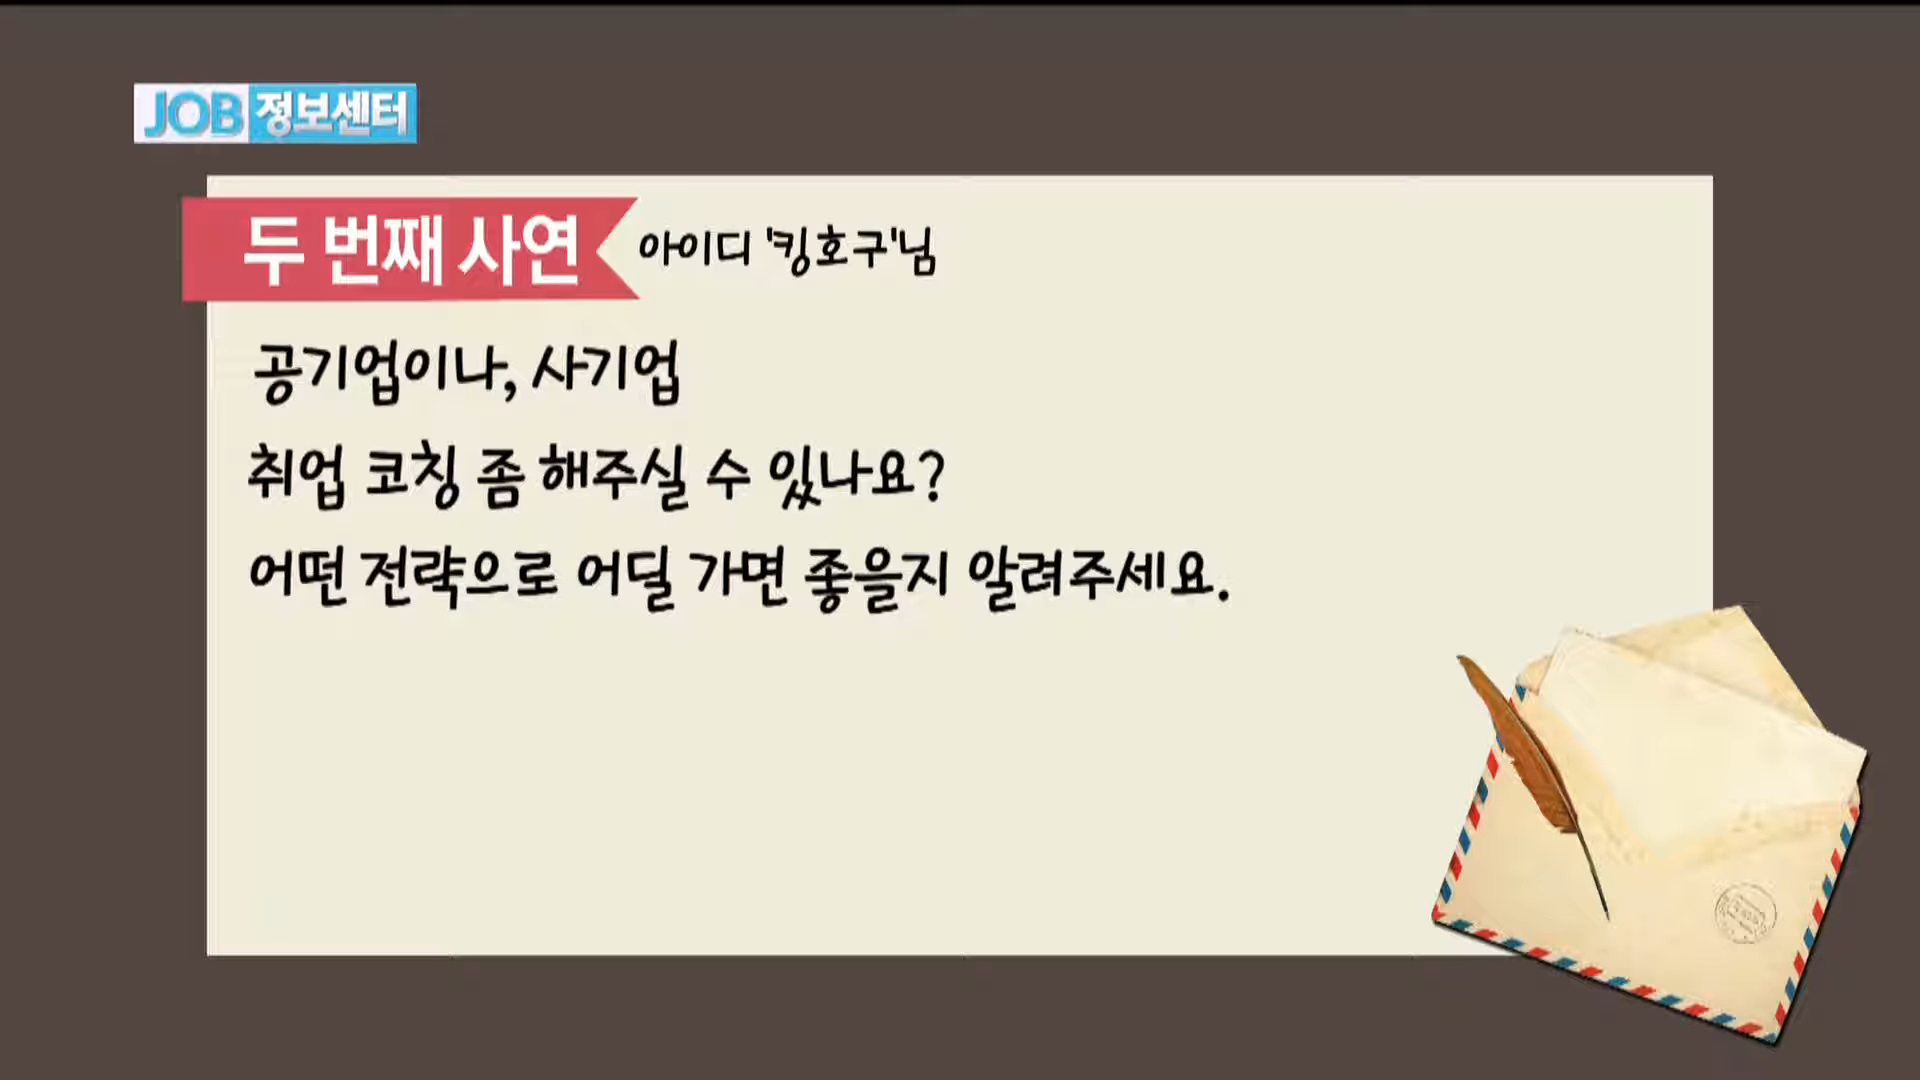 JOB 정보센터
두 번째 사연 아이디 '킹호구'님
공기업이나, 사기업
취업 코칭 좀 해주실 수 있나요?
어떤 전략으로 어딜 가면 좋을지 알려주세요.